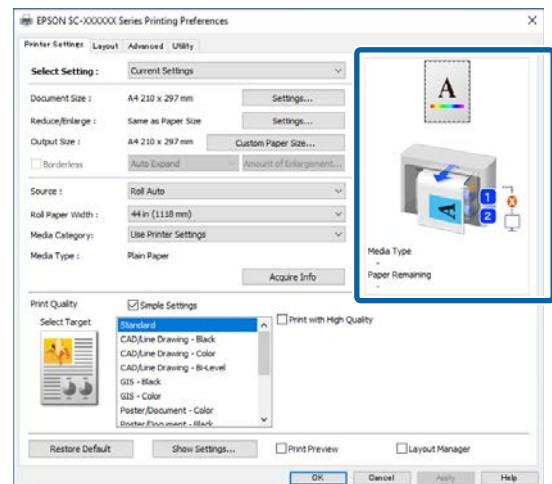 EPSON SC-XXXXXX Series Printing Preferences
Printer Settings Layout Advanced Utility
Select Setting : Current Settings
Document Size : A4 210 x 297 mm Settings...
Reduce/Enlarge : Same as Paper Size Settings...
Output Size : A4 210 x 297 mm Custom Paper Size...
Borderless Auto Expand Amount of Enlargement...
Source : Roll Auto
Roll Paper Width : 44 in (1118 mm)
Media Category: Use Printer Settings
Media Type : Plain Paper
Acquire Info
A
A
1
2
Media Type
-
Paper Remaining
-
Print Quality Simple Settings
Select Target
Standard
CAD/Line Drawing - Black
CAD/Line Drawing - Color
CAD/Line Drawing - Bi-Level
GIS - Black
GIS - Color
Poster/Document - Color
Poster/Document - Black
Print with High Quality
Restore Default Show Settings... Print Preview Layout Manager
OK Cancel Apply Help